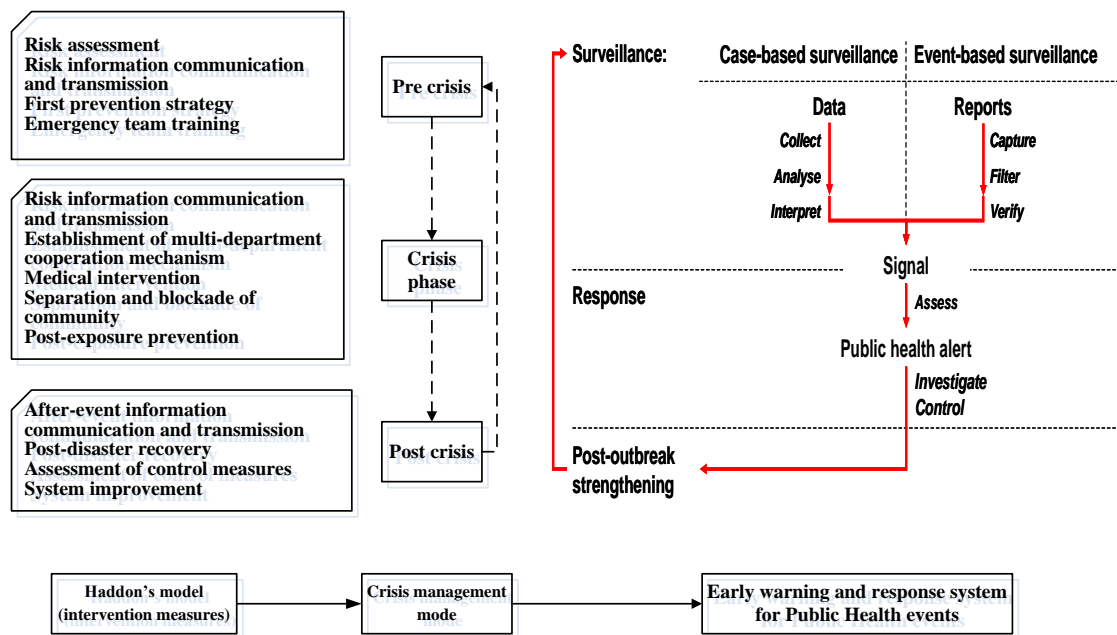 Risk assessment
Risk information communication
and transmission
First prevention strategy
Emergency team training
Risk information communication
and transmission
Establishment of multi-department
cooperation mechanism
Medical intervention
Separation and blockade of
community
Post-exposure prevention
After-event information
communication and transmission
Post-disaster recovery
Assessment of control measures
System improvement
Pre crisis
Crisis
phase
Post crisis
Surveillance:
Case-based surveillance
Event-based surveillance
Data
Reports
Collect
Capture
Analyse
Filter
Interpret
Verify
Signal
Response
Assess
Public health alert
Investigate
Control
Post-outbreak
strengthening
Haddon's model
(intervention measures)
Crisis management
mode
Early warning and response system
for Public Health events